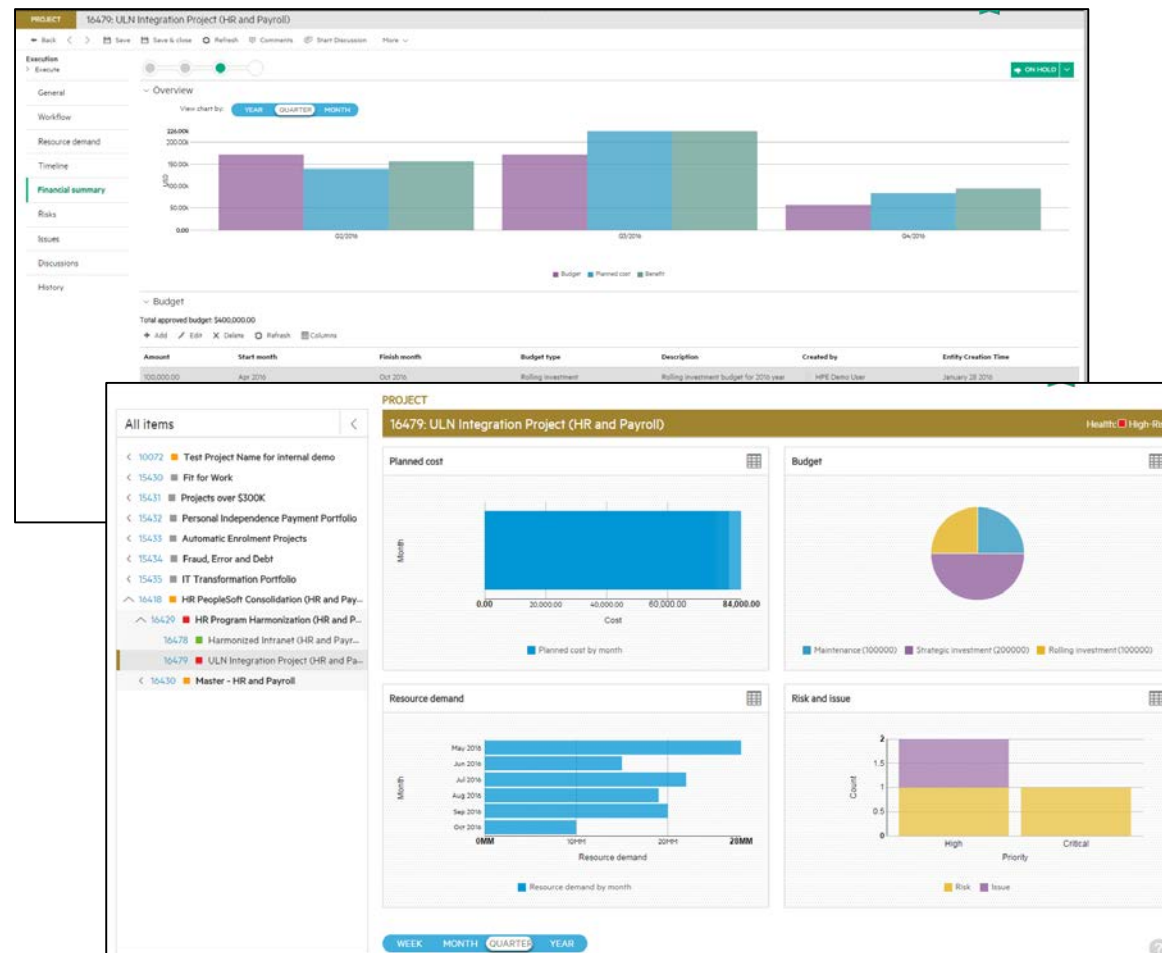 PROJECT 16479: ULN Integration Project (HR and Payroll)
Back Save Save & close Refresh Comments Start Discussion More
Execution
Execute
ON HOLD
General
Workflow
Resource demand
Timeline
Financial summary
Risks
Issues
Discussions
History
Overview
View chart by: YEAR QUARTER MONTH
226.00k
200.00k
150.00k
100.00k
50.00k
0.00
USD
Q2/2016 Q3/2016 Q4/2016
Budget Planned cost Benefit
Budget
Total approved budget: $400,000.00
Add Edit Delete Refresh Columns
Amount Start month Finish month Budget type Description Created by Entity Creation Time
100,000.00 Apr 2016 Oct 2016 Rolling investment Rolling investment budget for 2016 year HPE Demo User January 28 2016
PROJECT
All items
10072 Test Project Name for internal demo
15430 Fit for Work
15431 Projects over $300K
15432 Personal Independence Payment Portfolio
15433 Automatic Enrolment Projects
15434 Fraud, Error and Debt
15435 IT Transformation Portfolio
16418 HR PeopleSoft Consolidation (HR and Pay...
16429 HR Program Harmonization (HR and P...
16478 Harmonized Intranet (HR and Payr...
16479 ULN Integration Project (HR and Pa...
16430 Master - HR and Payroll
16479: ULN Integration Project (HR and Payroll) Health: High-Ris
Planned cost
Month
0.00 20,000.00 40,000.00 60,000.00 84,000.00
Cost
Planned cost by month
Budget
Maintenance (100000) Strategic investment (200000) Rolling investment (100000)
Resource demand
Month
May 2016
Jun 2016
Jul 2016
Aug 2016
Sep 2016
Oct 2016
0MM 10MM 20MM 28MM
Resource demand
Resource demand by month
Risk and issue
Count
2
1.5
1
0.5
0
High Critical
Priority
Risk Issue
WEEK MONTH QUARTER YEAR
?